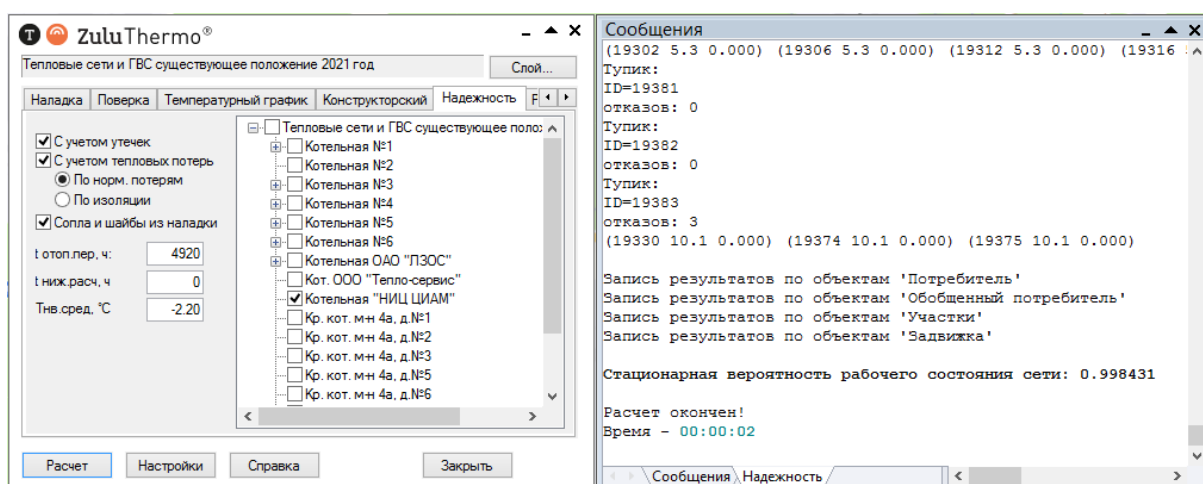 ZuluThermo®
Тепловые сети и ГВС существующее положение 2021 год
Слой...
Наладка
Поверка
Температурный график
Конструкторский
Надежность
С учетом утечек
С учетом тепловых потерь
По норм. потерям
По изоляции
Сопла и шайбы из наладки
t отоп.пер, ч: 4920
t ниж.расч, ч 0
Тнв.сред, °С -2.20
Тепловые сети и ГВС существующее поло
Котельная №1
Котельная №2
Котельная №3
Котельная №4
Котельная №5
Котельная №6
Котельная ОАО "ЛЗОС"
Кот. ООО "Тепло-сервис"
Котельная "НИЦ ЦИАМ"
Кр. кот. м-н 4а, д.№1
Кр. кот. м-н 4а, д.№2
Кр. кот. м-н 4а, д.№3
Кр. кот. м-н 4а, д.№5
Кр. кот. м-н 4а, д.№6
Расчет
Настройки
Справка
Закрыть
Сообщения
(19302 5.3 0.000) (19306 5.3 0.000) (19312 5.3 0.000) (19316
Тупик:
ID=19381
отказов: 0
Тупик:
ID=19382
отказов: 0
Тупик:
ID=19383
отказов: 3
(19330 10.1 0.000) (19374 10.1 0.000) (19375 10.1 0.000)
Запись результатов по объектам 'Потребитель'
Запись результатов по объектам 'Обобщенный потребитель'
Запись результатов по объектам 'Участки'
Запись результатов по объектам 'Задвижка'
Стационарная вероятность рабочего состояния сети: 0.998431
Расчет окончен!
Время - 00:00:02
Сообщения
Надежность